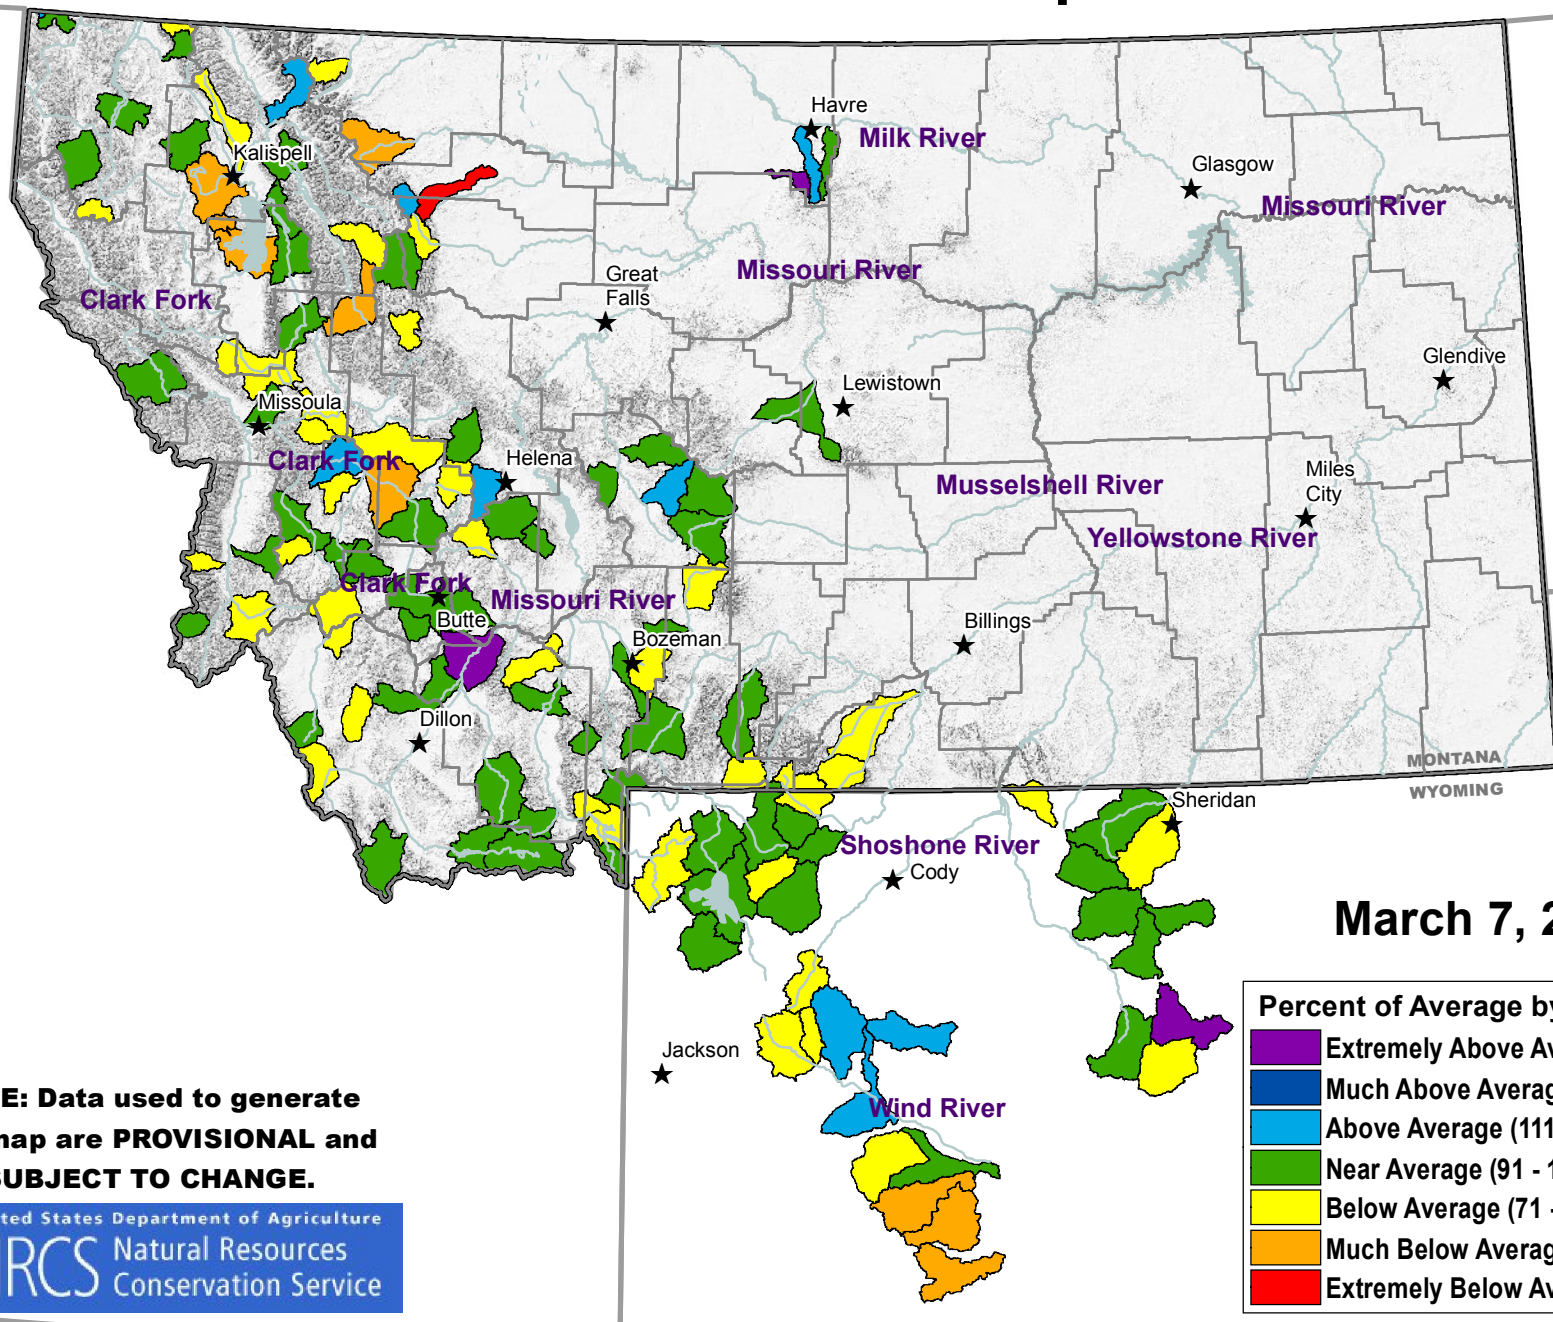 Havre
Milk River
Kalispell
Glasgow
Missouri River
Great
Falls
Missouri River
Clark Fork
Glendive
Lewistown
Missoula
Clark Fork
Helena
Miles
City
Musselshell River
Yellowstone River
Clark Fork
Missouri River
Butte
Billings
Bozeman
Dillon
MONTANA
WYOMING
Sheridan
Shoshone River
Cody
March 7, 2
Jackson
Wind River
Percent of Average by
Extremely Above Av
Much Above Averag
Above Average (111
Near Average (91 - 1
Below Average (71 -
Much Below Averag
Extremely Below Av
E: Data used to generate
map are PROVISIONAL and
SUBJECT TO CHANGE.
ted States Department of Agriculture
RCS
Natural Resources
Conservation Service